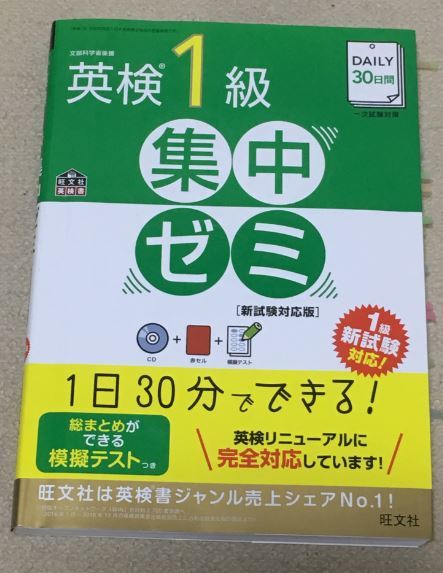 文部科学省後援
英検®1級
DAILY
30日間
一次試験対策
集中
ゼミ
旺文社
英検書
[新試験対応版]
CD
+
赤セル
+
模擬テスト
1級
新試験
対応!
1日30分でできる!
総まとめが
できる
模擬テストつき
英検リニューアルに
完全対応しています!
旺文社は英検書ジャンル売上シェアNo.1!
旺文社